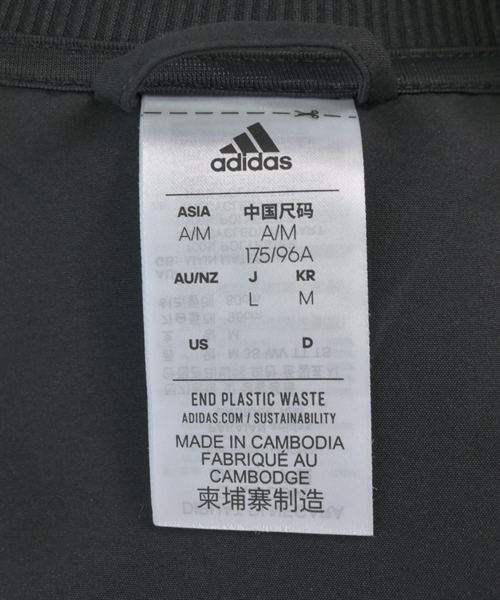 adidas
ASIA 中国尺码
A/M A/M
175/96A
AU/NZ J KR
L M
US D
END PLASTIC WASTE
ADIDAS.COM / SUSTAINABILITY
MADE IN CAMBODIA
FABRIQUÉ AU
CAMBODGE
柬埔寨制造